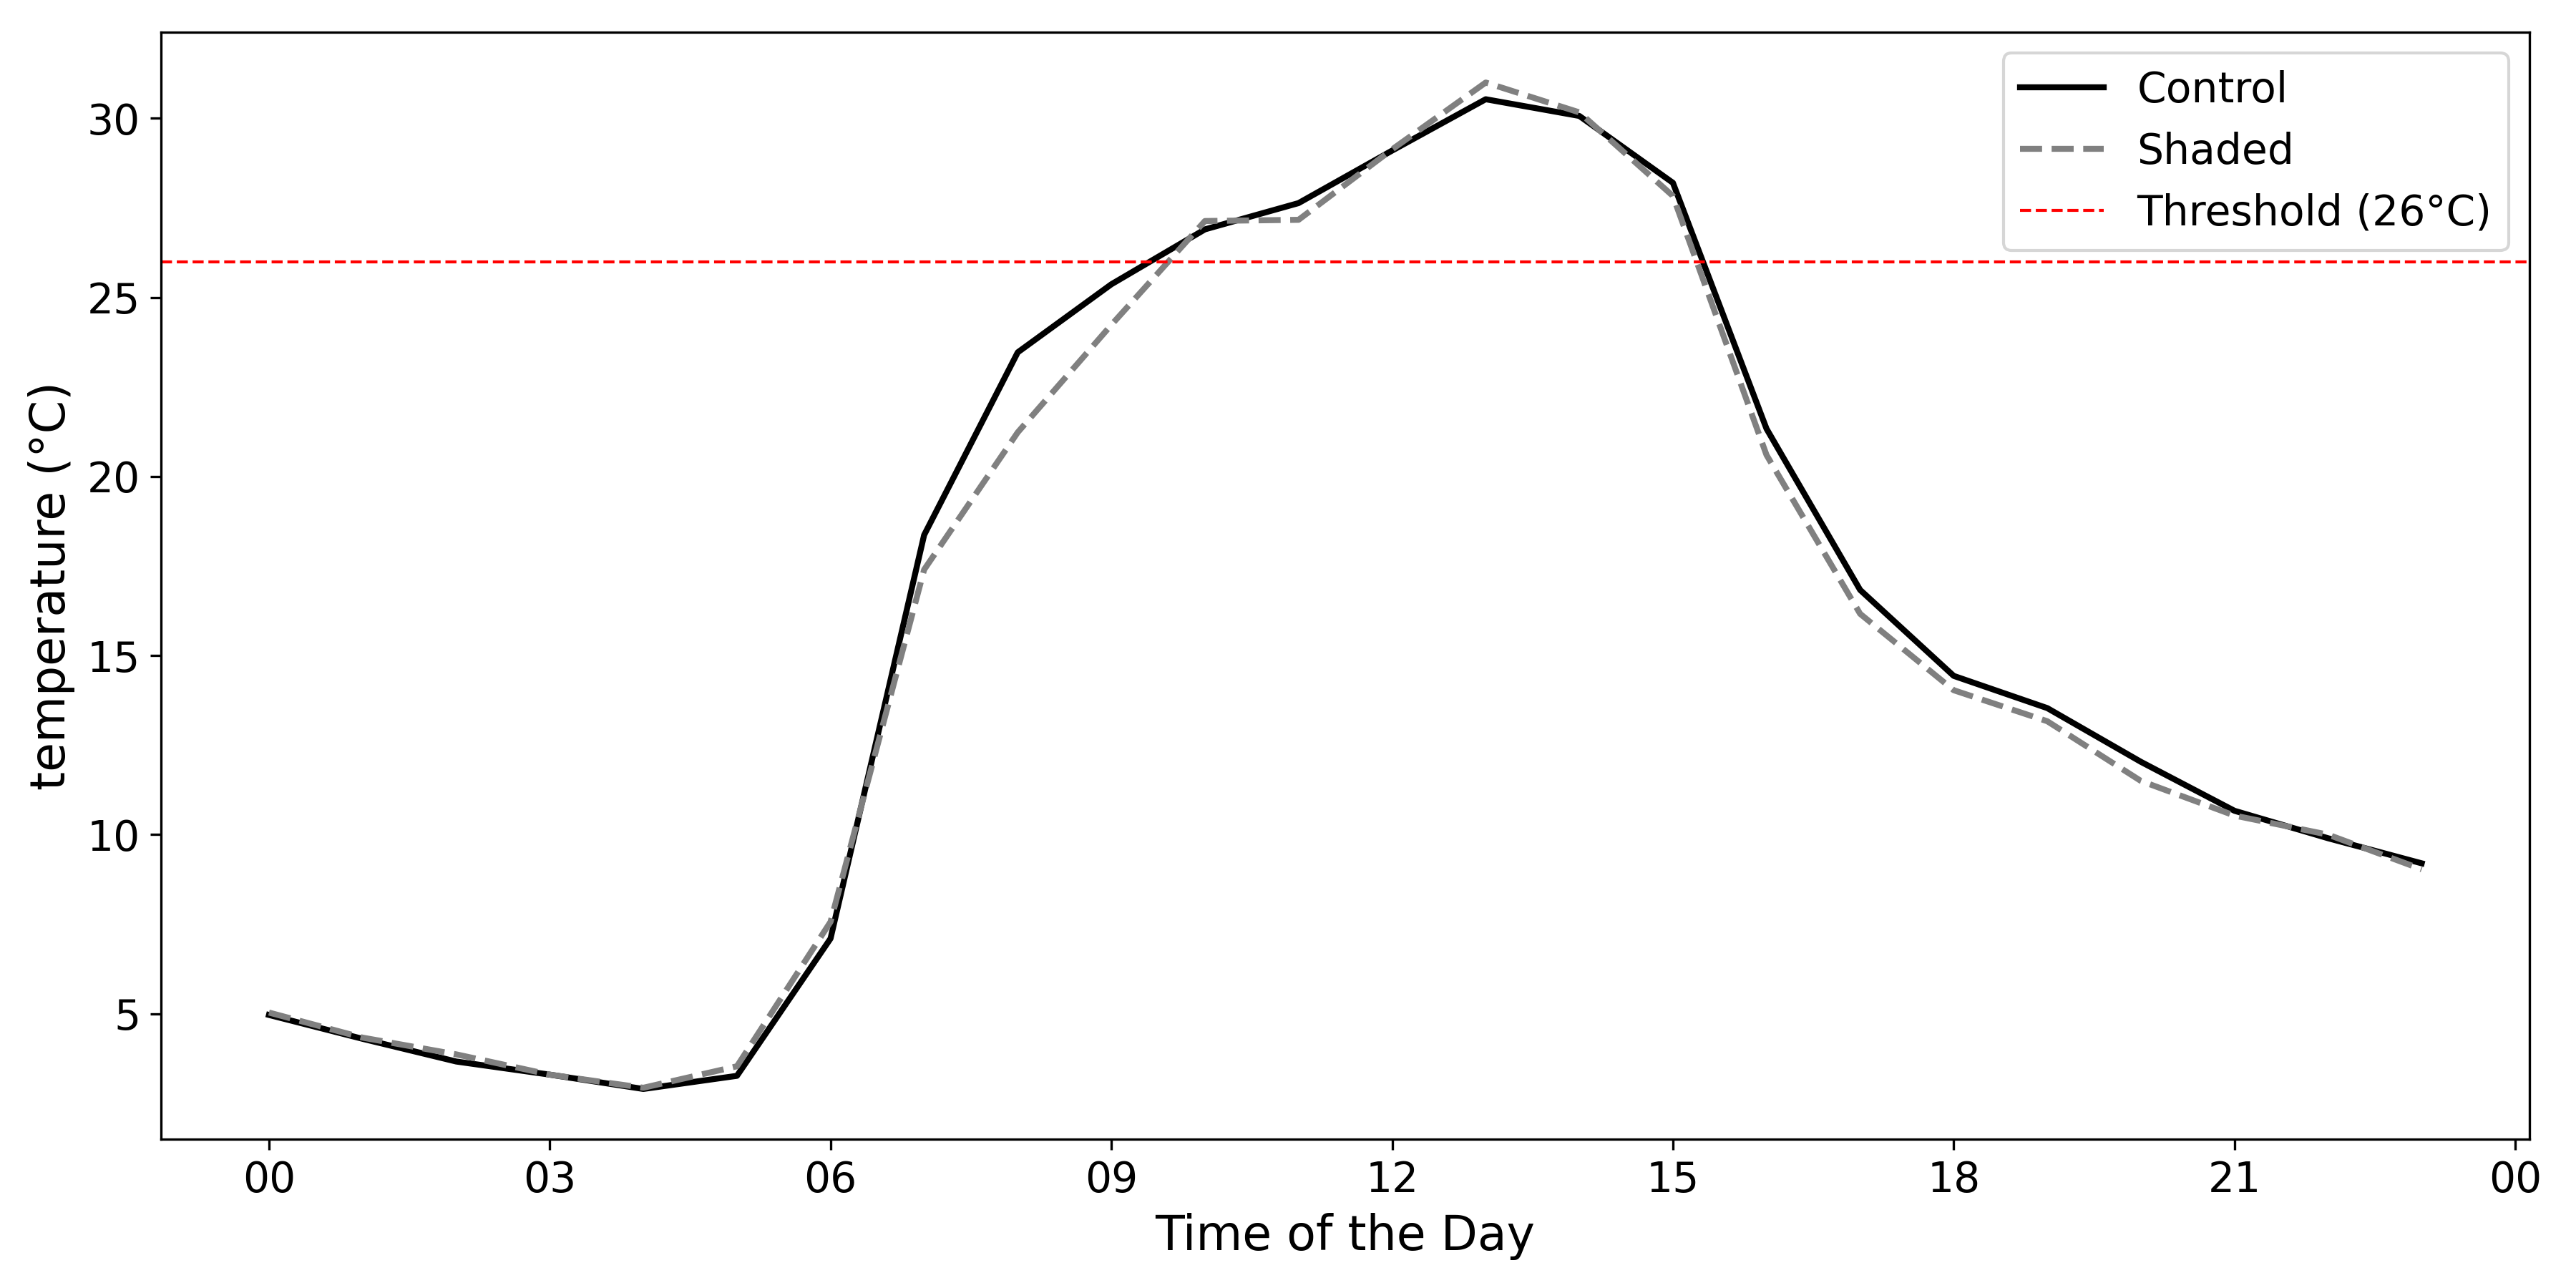 Control
Shaded
Threshold (26°C)
30
25
20
15
10
5
temperature (°C)
00 03 06 09 12 15 18 21 00
Time of the Day